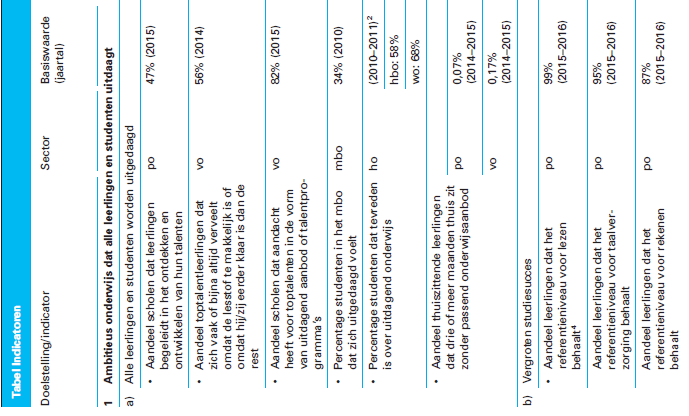 Tabel Indicatoren
Doelstelling/indicator Sector Basiswaarde
(jaartal)
1 Ambitieus onderwijs dat alle leerlingen en studenten uitdaagt
a) Alle leerlingen en studenten worden uitgedaagd
• Aandeel scholen dat leerlingen po 47% (2015)
begeleidt in het ontdekken en
ontwikkelen van hun talenten
• Aandeel toptalentleerlingen dat vo 56% (2014)
zich vaak of bijna altijd verveelt
omdat de lesstof te makkelijk is of
omdat hij/zij eerder klaar is dan de
rest
• Aandeel scholen dat aandacht vo 82% (2015)
heeft voor toptalenten in de vorm
van uitdagend aanbod of talentpro-
gramma's
• Percentage studenten in het mbo mbo 34% (2010)
dat zich uitgedaagd voelt
• Percentage studenten dat tevreden ho (2010–2011)²
is over uitdagend onderwijs hbo: 58%
wo: 68%
• Aandeel thuiszittende leerlingen
dat drie of meer maanden thuis zit po 0,07%
zonder passend onderwijsaanbod (2014–2015)
vo 0,17%
(2014–2015)
b) Vergroten studiesucces
• Aandeel leerlingen dat het po 99%
referentieniveau voor lezen (2015–2016)
behaalt⁴
Aandeel leerlingen dat het po 95%
referentieniveau voor taalver- (2015–2016)
zorging behaalt
Aandeel leerlingen dat het po 87%
referentieniveau voor rekenen (2015–2016)
behaalt